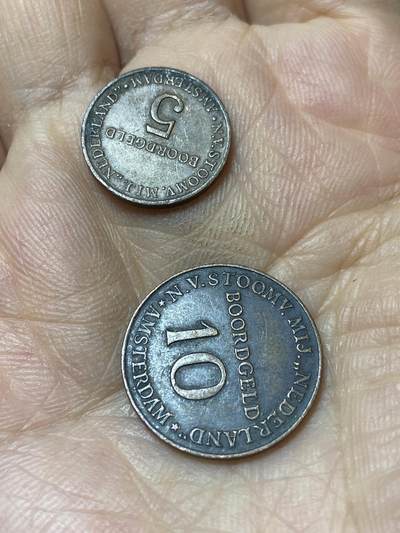 N.V. STOOMV. MIJ. „NEDERLAND". AMSTERDAM *
5
BOORDGELD
* N.V. STOOMV. MIJ. „NEDERLAND". * AMSTERDAM
BOORDGELD
10